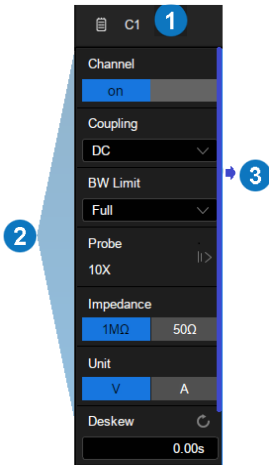 C1 1
Channel
on
Coupling
DC
BW Limit
Full
3
Probe
2
10X
Impedance
1MΩ 50Ω
Unit
V A
Deskew
0.00s